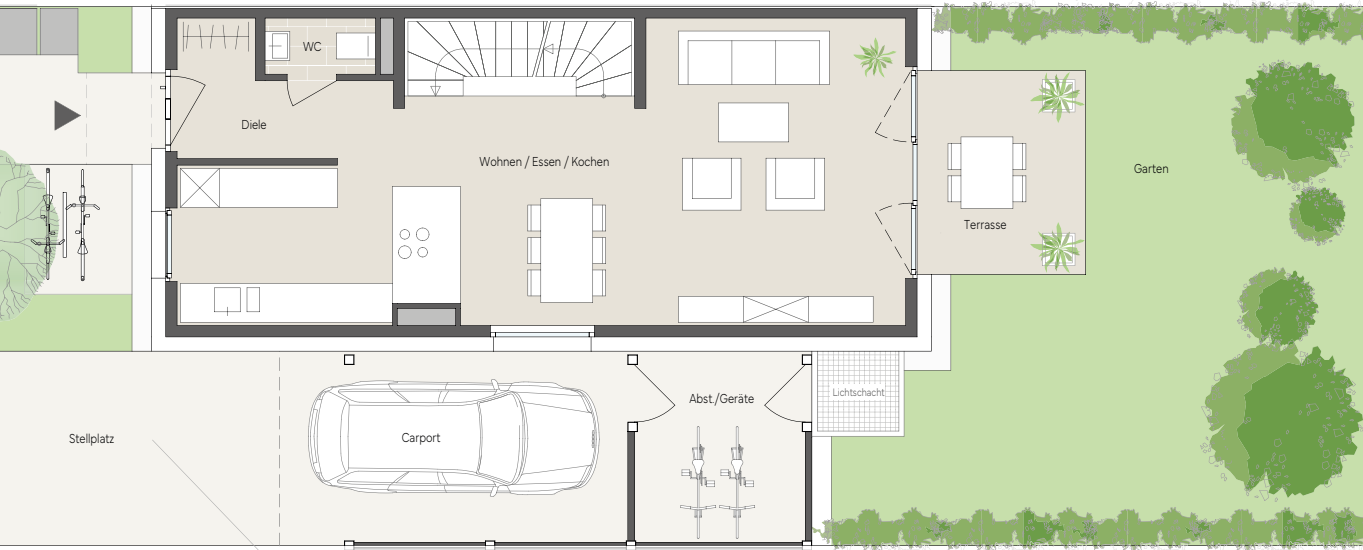 WC
Diele
Wohnen / Essen / Kochen
Garten
Terrasse
Lichtschacht
Abst./Geräte
Carport
Stellplatz